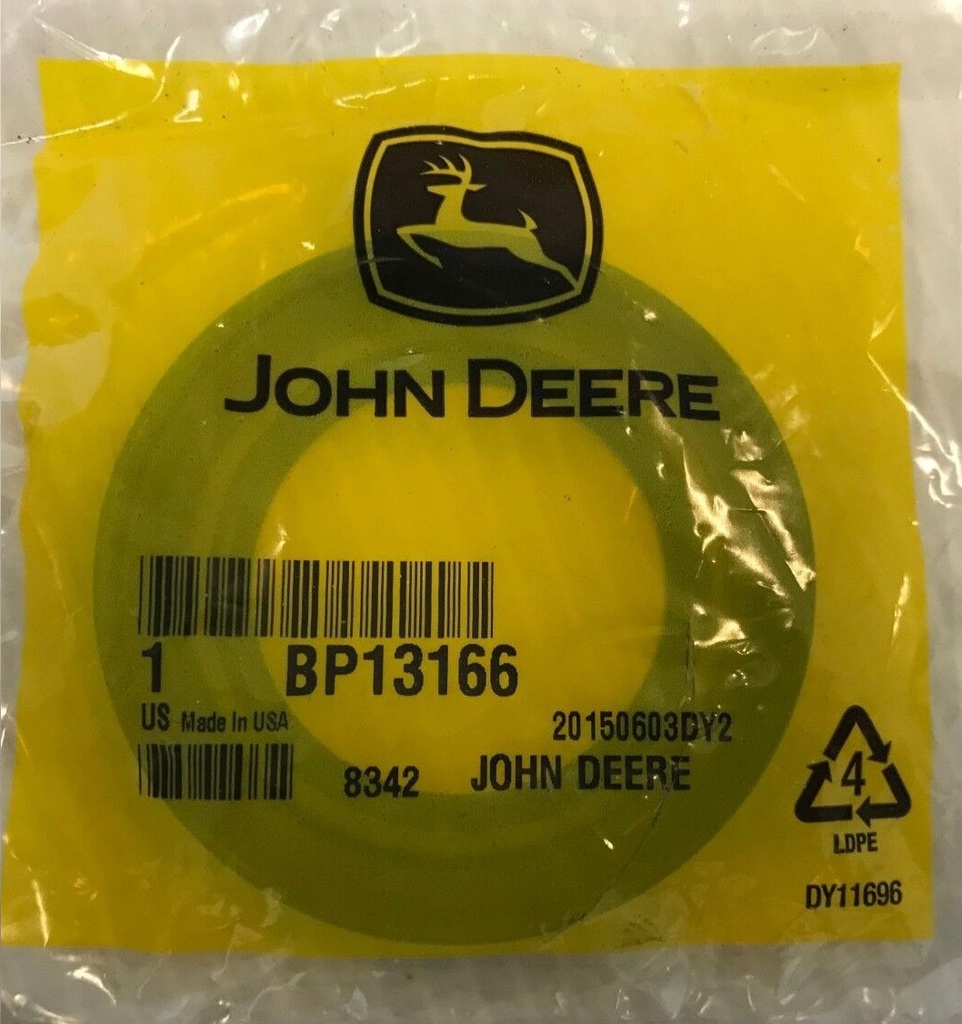 JOHN DEERE
1 BP13166
US Made In USA
20150603DY2
8342 JOHN DEERE
4
LDPE
DY11696